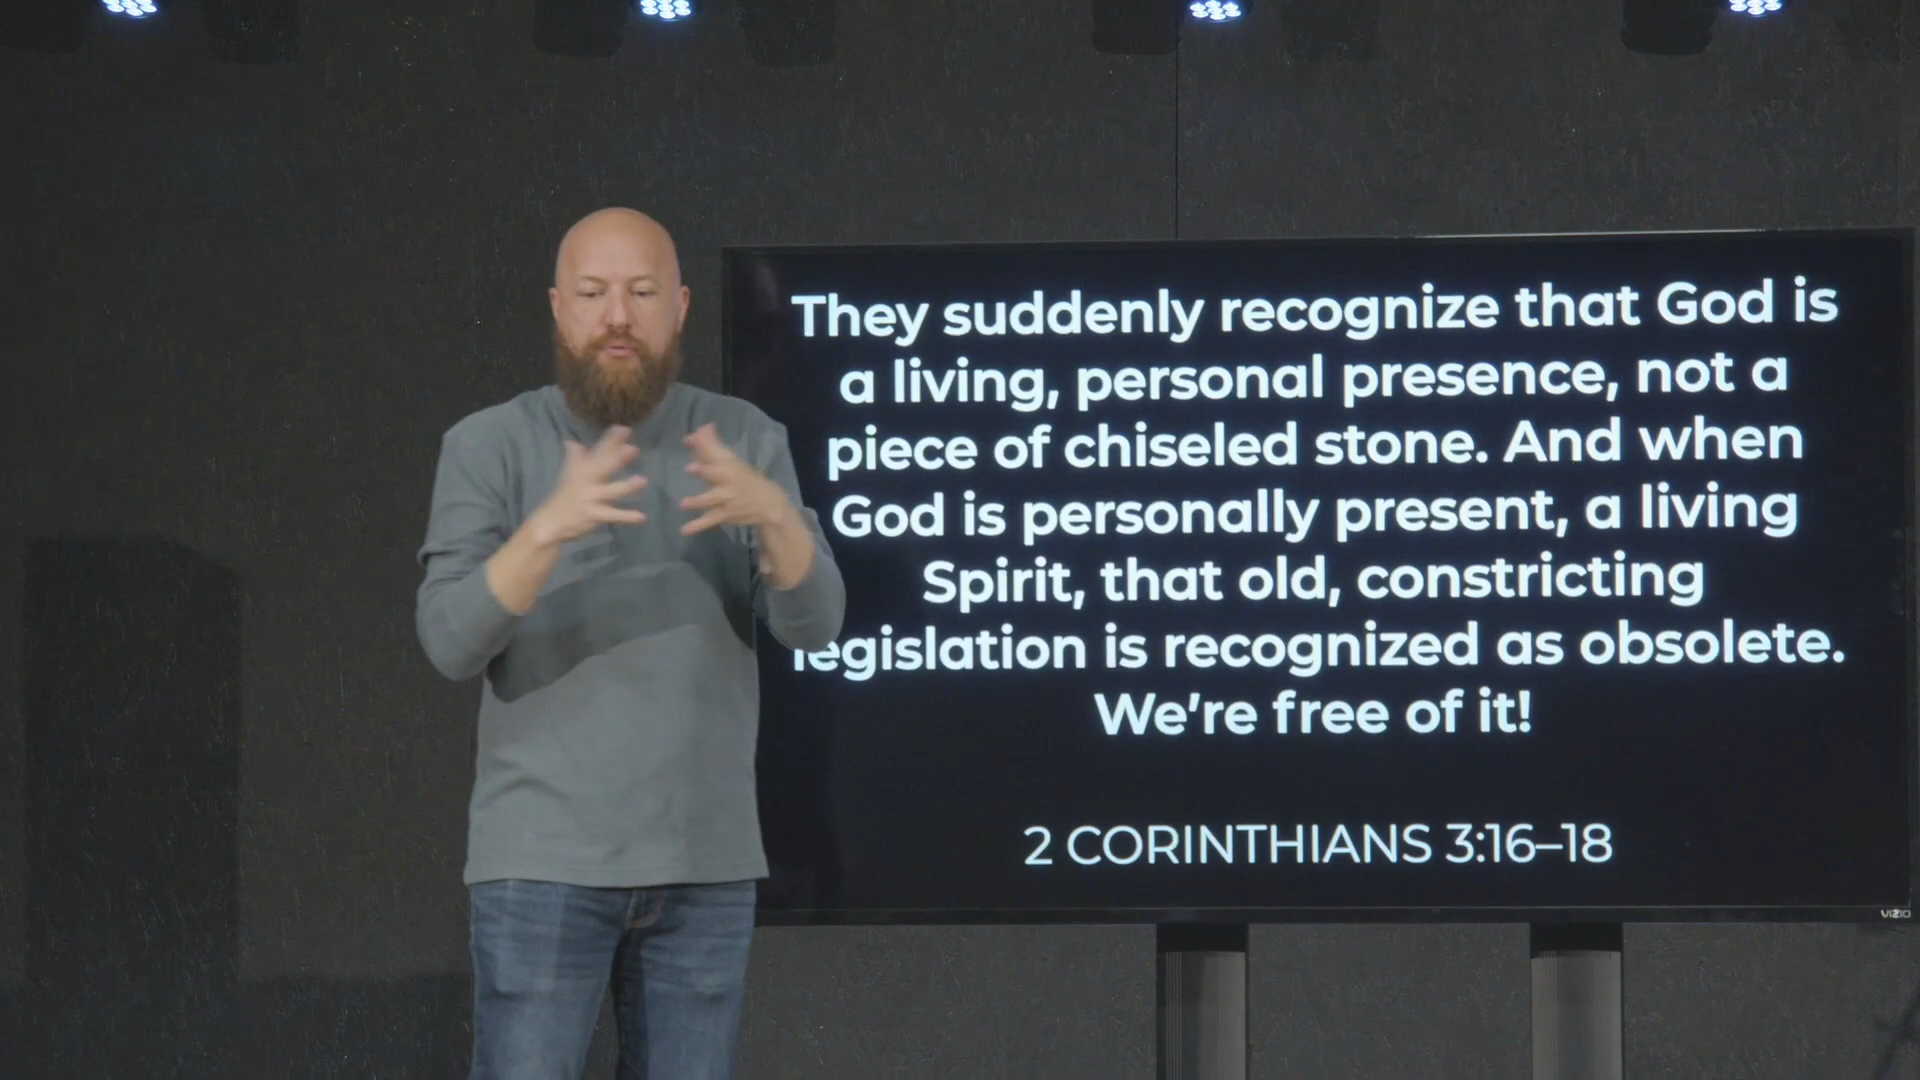 They suddenly recognize that God is
a living, personal presence, not a
piece of chiseled stone. And when
God is personally present, a living
Spirit, that old, constricting
legislation is recognized as obsolete.
We're free of it!
2 CORINTHIANS 3:16–18
VIZIO